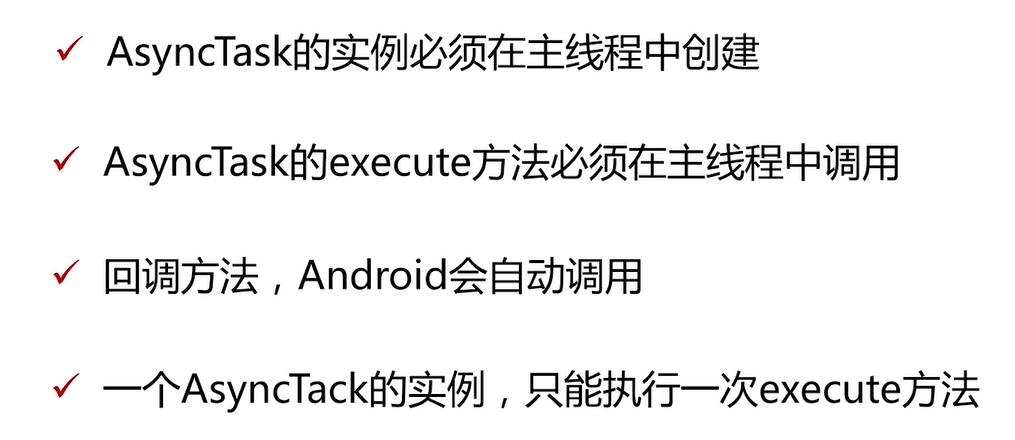 AsyncTask的实例必须在主线程中创建
AsyncTask的execute方法必须在主线程中调用
回调方法，Android会自动调用
一个AsyncTack的实例，只能执行一次execute方法